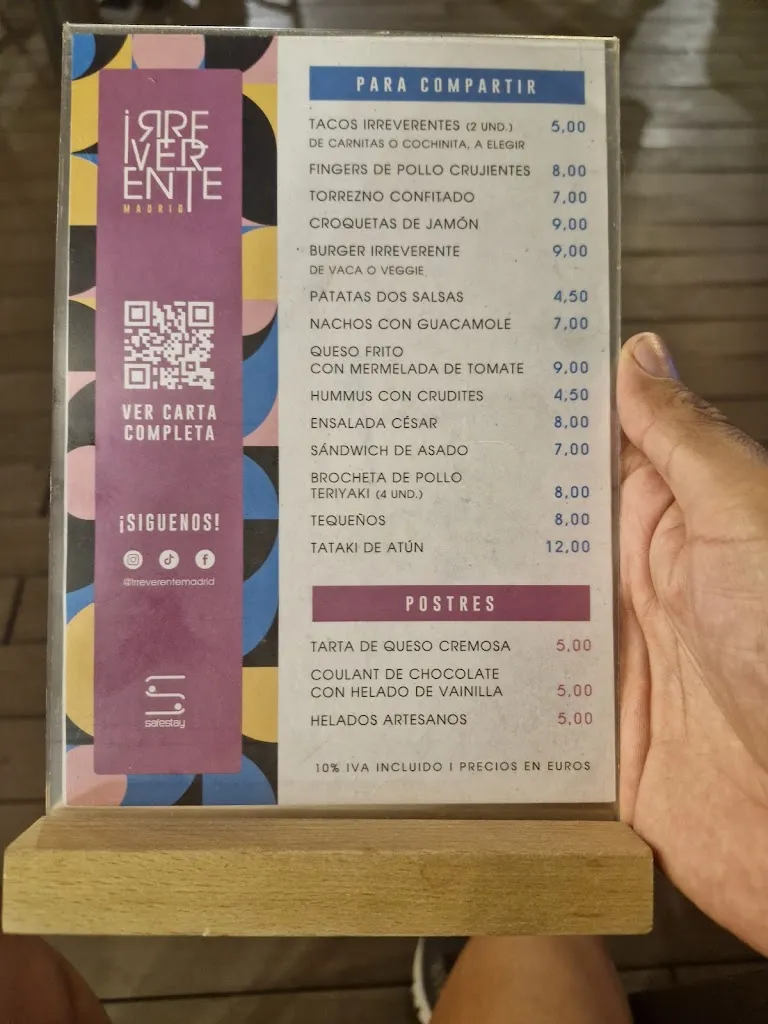 IRRE
VER
ENTE
MADRID
VER CARTA
COMPLETA
¡SIGUENOS!
@irreverentemadrid
safestay
PARA COMPARTIR
TACOS IRREVERENTES (2 UND.) 5,00
DE CARNITAS O COCHINITA, A ELEGIR
FINGERS DE POLLO CRUJIENTES 8,00
TORREZNO CONFITADO 7,00
CROQUETAS DE JAMÓN 9,00
BURGER IRREVERENTE 9,00
DE VACA O VEGGIE
PATATAS DOS SALSAS 4,50
NACHOS CON GUACAMOLE 7,00
QUESO FRITO
CON MERMELADA DE TOMATE 9,00
HUMMUS CON CRUDITES 4,50
ENSALADA CÉSAR 8,00
SÁNDWICH DE ASADO 7,00
BROCHETA DE POLLO
TERIYAKI (4 UND.) 8,00
TEQUEÑOS 8,00
TATAKI DE ATÚN 12,00
POSTRES
TARTA DE QUESO CREMOSA 5,00
COULANT DE CHOCOLATE
CON HELADO DE VAINILLA 5,00
HELADOS ARTESANOS 5,00
10% IVA INCLUIDO I PRECIOS EN EUROS